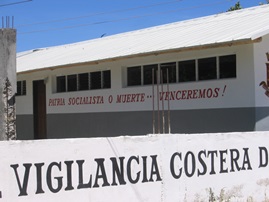 PATRIA SOCIALISTA O MUERTE.. VENCEREMOS!
VIGILANCIA COSTERA D